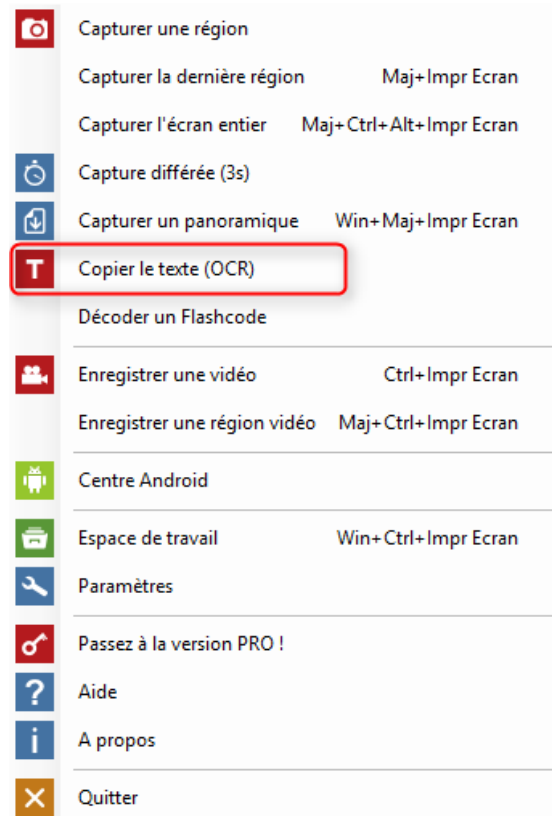 Capturer une région
Capturer la dernière région Maj+Impr Ecran
Capturer l'écran entier Maj+Ctrl+Alt+Impr Ecran
Capture différée (3s)
Capturer un panoramique Win+Maj+Impr Ecran
T Copier le texte (OCR)
Décoder un Flashcode
Enregistrer une vidéo Ctrl+Impr Ecran
Enregistrer une région vidéo Maj+Ctrl+Impr Ecran
Centre Android
Espace de travail Win+Ctrl+Impr Ecran
Paramètres
Passez à la version PRO !
? Aide
i A propos
Quitter